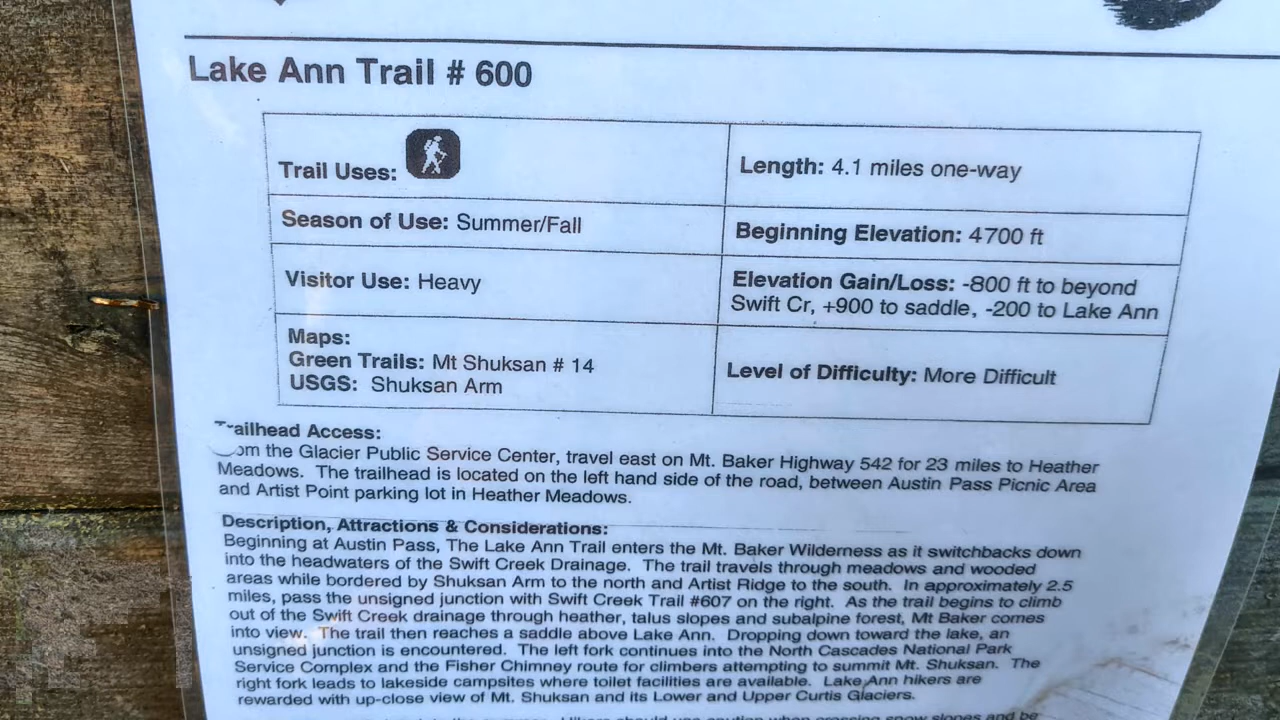 Lake Ann Trail # 600
Trail Uses:
Length: 4.1 miles one-way
Season of Use: Summer/Fall
Beginning Elevation: 4700 ft
Visitor Use: Heavy
Elevation Gain/Loss: -800 ft to beyond
Swift Cr, +900 to saddle, -200 to Lake Ann
Maps:
Green Trails: Mt Shuksan # 14
USGS: Shuksan Arm
Level of Difficulty: More Difficult
Trailhead Access:
the Glacier Public Service Center, travel east on Mt. Baker Highway 542 for 23 miles to Heather
Meadows. The trailhead is located on the left hand side of the road, between Austin Pass Picnic Area
and Artist Point parking lot in Heather Meadows.
Description, Attractions & Considerations:
Beginning at Austin Pass, The Lake Ann Trail enters the Mt. Baker Wilderness as it switchbacks down
into the headwaters of the Swift Creek Drainage. The trail travels through meadows and wooded
areas while bordered by Shuksan Arm to the north and Artist Ridge to the south. In approximately 2.5
miles, pass the unsigned junction with Swift Creek Trail #607 on the right. As the trail begins to climb
out of the Swift Creek drainage through heather, talus slopes and subalpine forest, Mt Baker comes
into view. The trail then reaches a saddle above Lake Ann. Dropping down toward the lake, an
unsigned junction is encountered. The left fork continues into the North Cascades National Park
Service Complex and the Fisher Chimney route for climbers attempting to summit Mt. Shuksan. The
right fork leads to lakeside campsites where toilet facilities are available. Lake Ann hikers are
rewarded with up-close view of Mt. Shuksan and its Lower and Upper Curtis Glaciers.